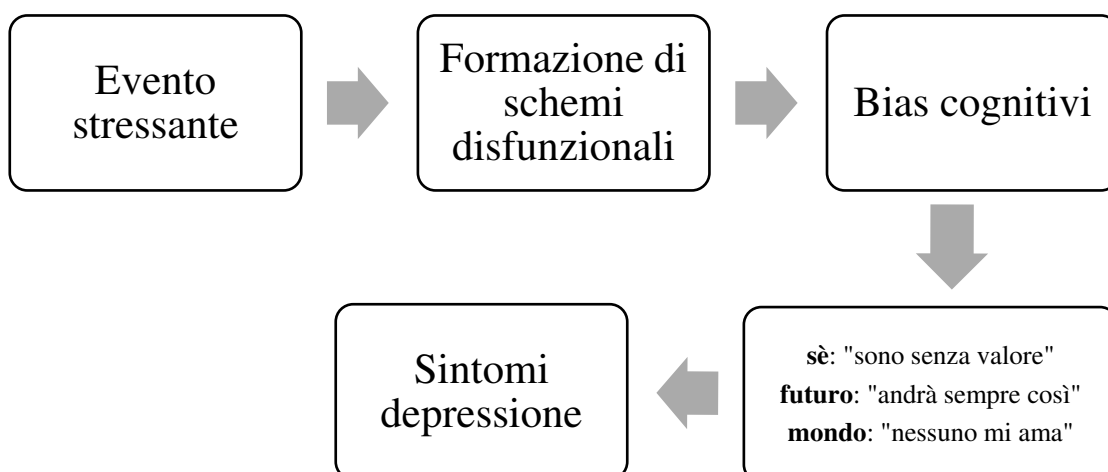 Evento
stressante
Formazione di
schemi
disfunzionali
Bias cognitivi
sè: "sono senza valore"
futuro: "andrà sempre così"
mondo: "nessuno mi ama"
Sintomi
depressione